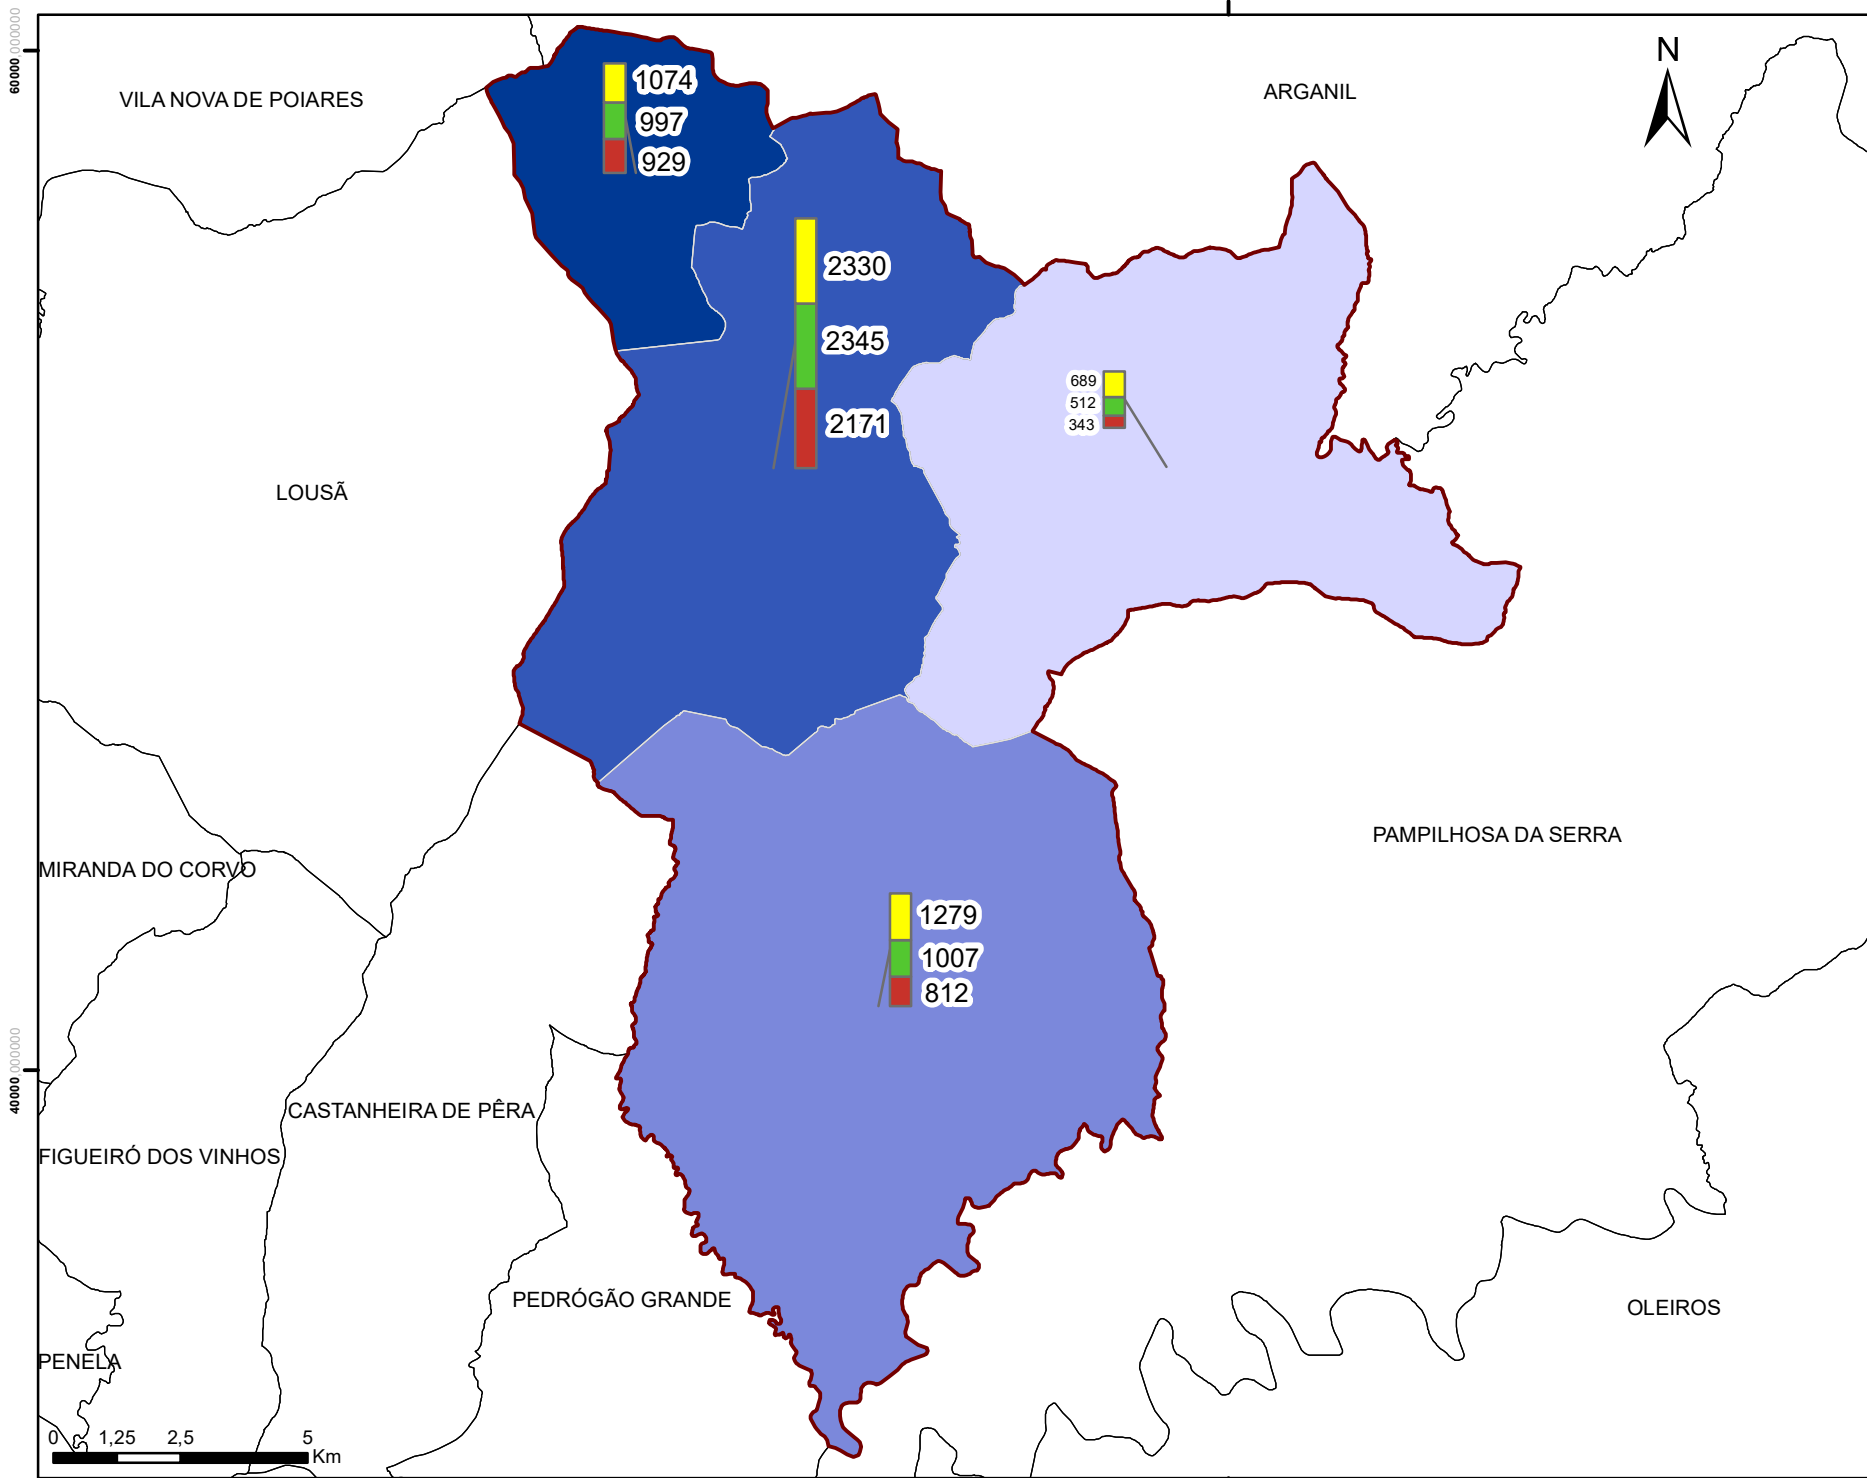 60000,000000
N
VILA NOVA DE POIARES
ARGANIL
1074
997
929
2330
2345
2171
689
512
343
LOUSÃ
PAMPILHOSA DA SERRA
MIRANDA DO CORVO
1279
1007
812
40000,000000
CASTANHEIRA DE PÊRA
FIGUEIRÓ DOS VINHOS
PEDRÓGÃO GRANDE
OLEIROS
PENELA
0 1,25 2,5 5
Km